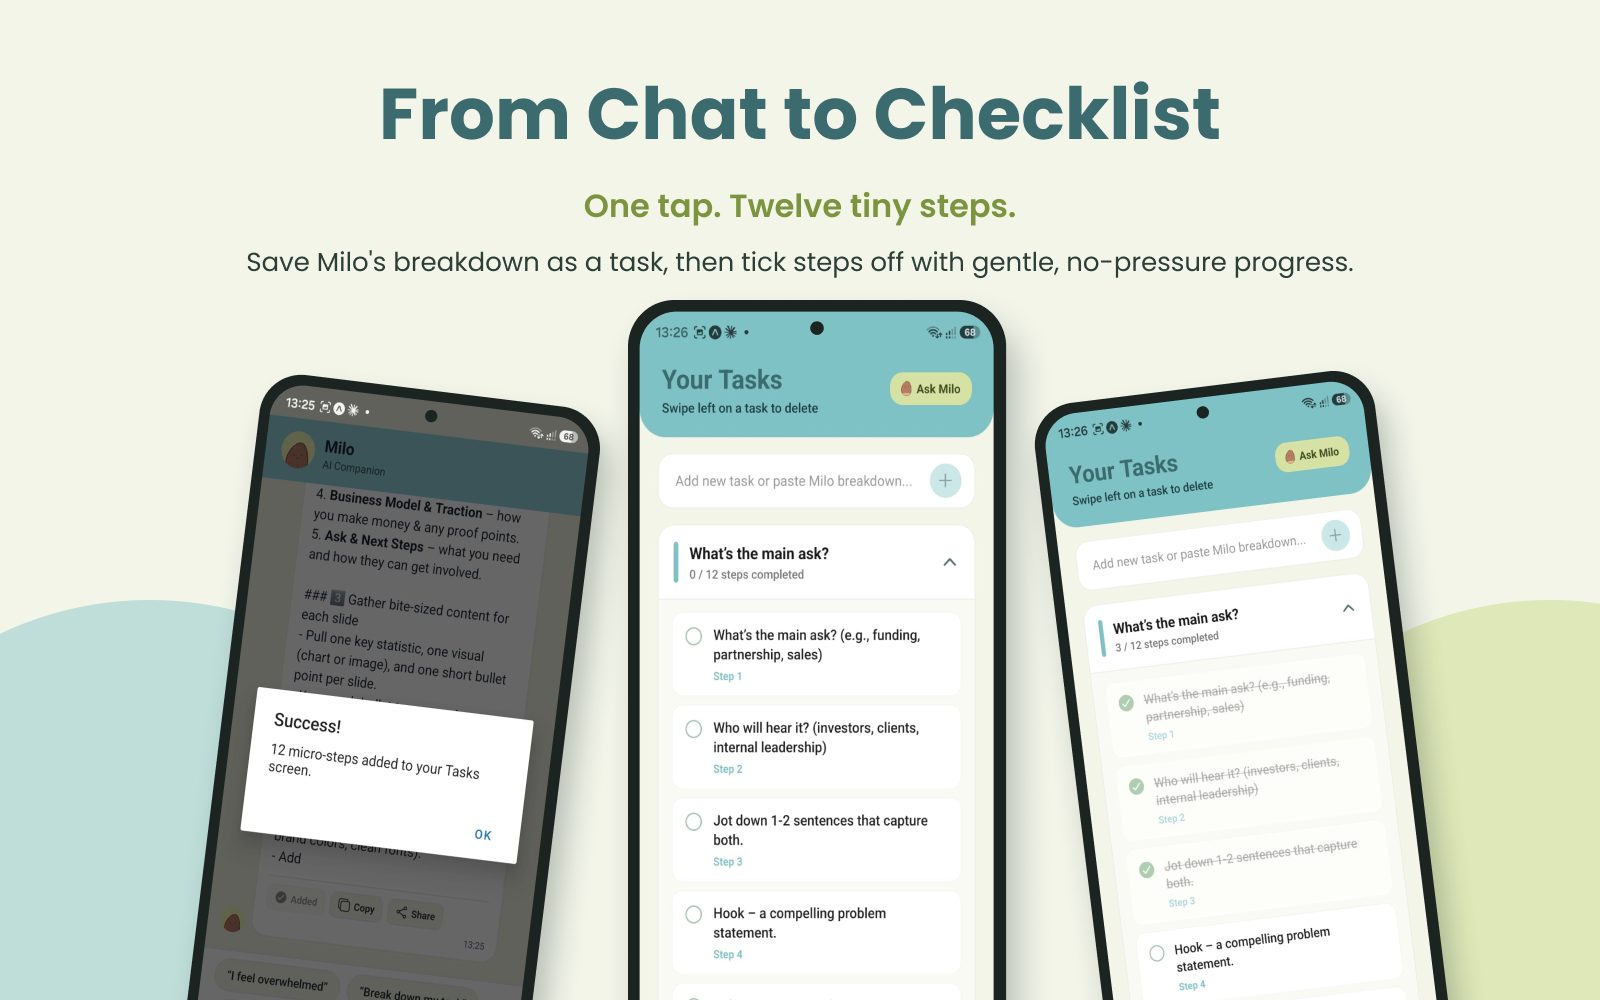 From Chat to Checklist
One tap. Twelve tiny steps.
Save Milo's breakdown as a task, then tick steps off with gentle, no-pressure progress.
13:25
68
Milo
AI Companion
4. Business Model & Traction – how
you make money & any proof points.
5. Ask & Next Steps – what you need
and how they can get involved.
### 3 Gather bite-sized content for
each slide
- Pull one key statistic, one visual
(chart or image), and one short bullet
point per slide.
Success!
12 micro-steps added to your Tasks
screen.
OK
brand colors, clean fonts).
- Add
Added
Copy
Share
13:25
"I feel overwhelmed"
"Break down my
13:26
68
Your Tasks
Ask Milo
Swipe left on a task to delete
Add new task or paste Milo breakdown...
What's the main ask?
0 / 12 steps completed
What's the main ask? (e.g., funding,
partnership, sales)
Step 1
Who will hear it? (investors, clients,
internal leadership)
Step 2
Jot down 1-2 sentences that capture
both.
Step 3
Hook – a compelling problem
statement.
Step 4
13:26
68
Your Tasks
Ask Milo
Swipe left on a task to delete
Add new task or paste Milo breakdown...
What's the main ask?
3 / 12 steps completed
What's the main ask? (e.g., funding,
partnership, sales)
Step 1
Who will hear it? (investors, clients,
internal leadership)
Step 2
Jot down 1-2 sentences that capture
both.
Step 3
Hook – a compelling problem
statement.
Step 4